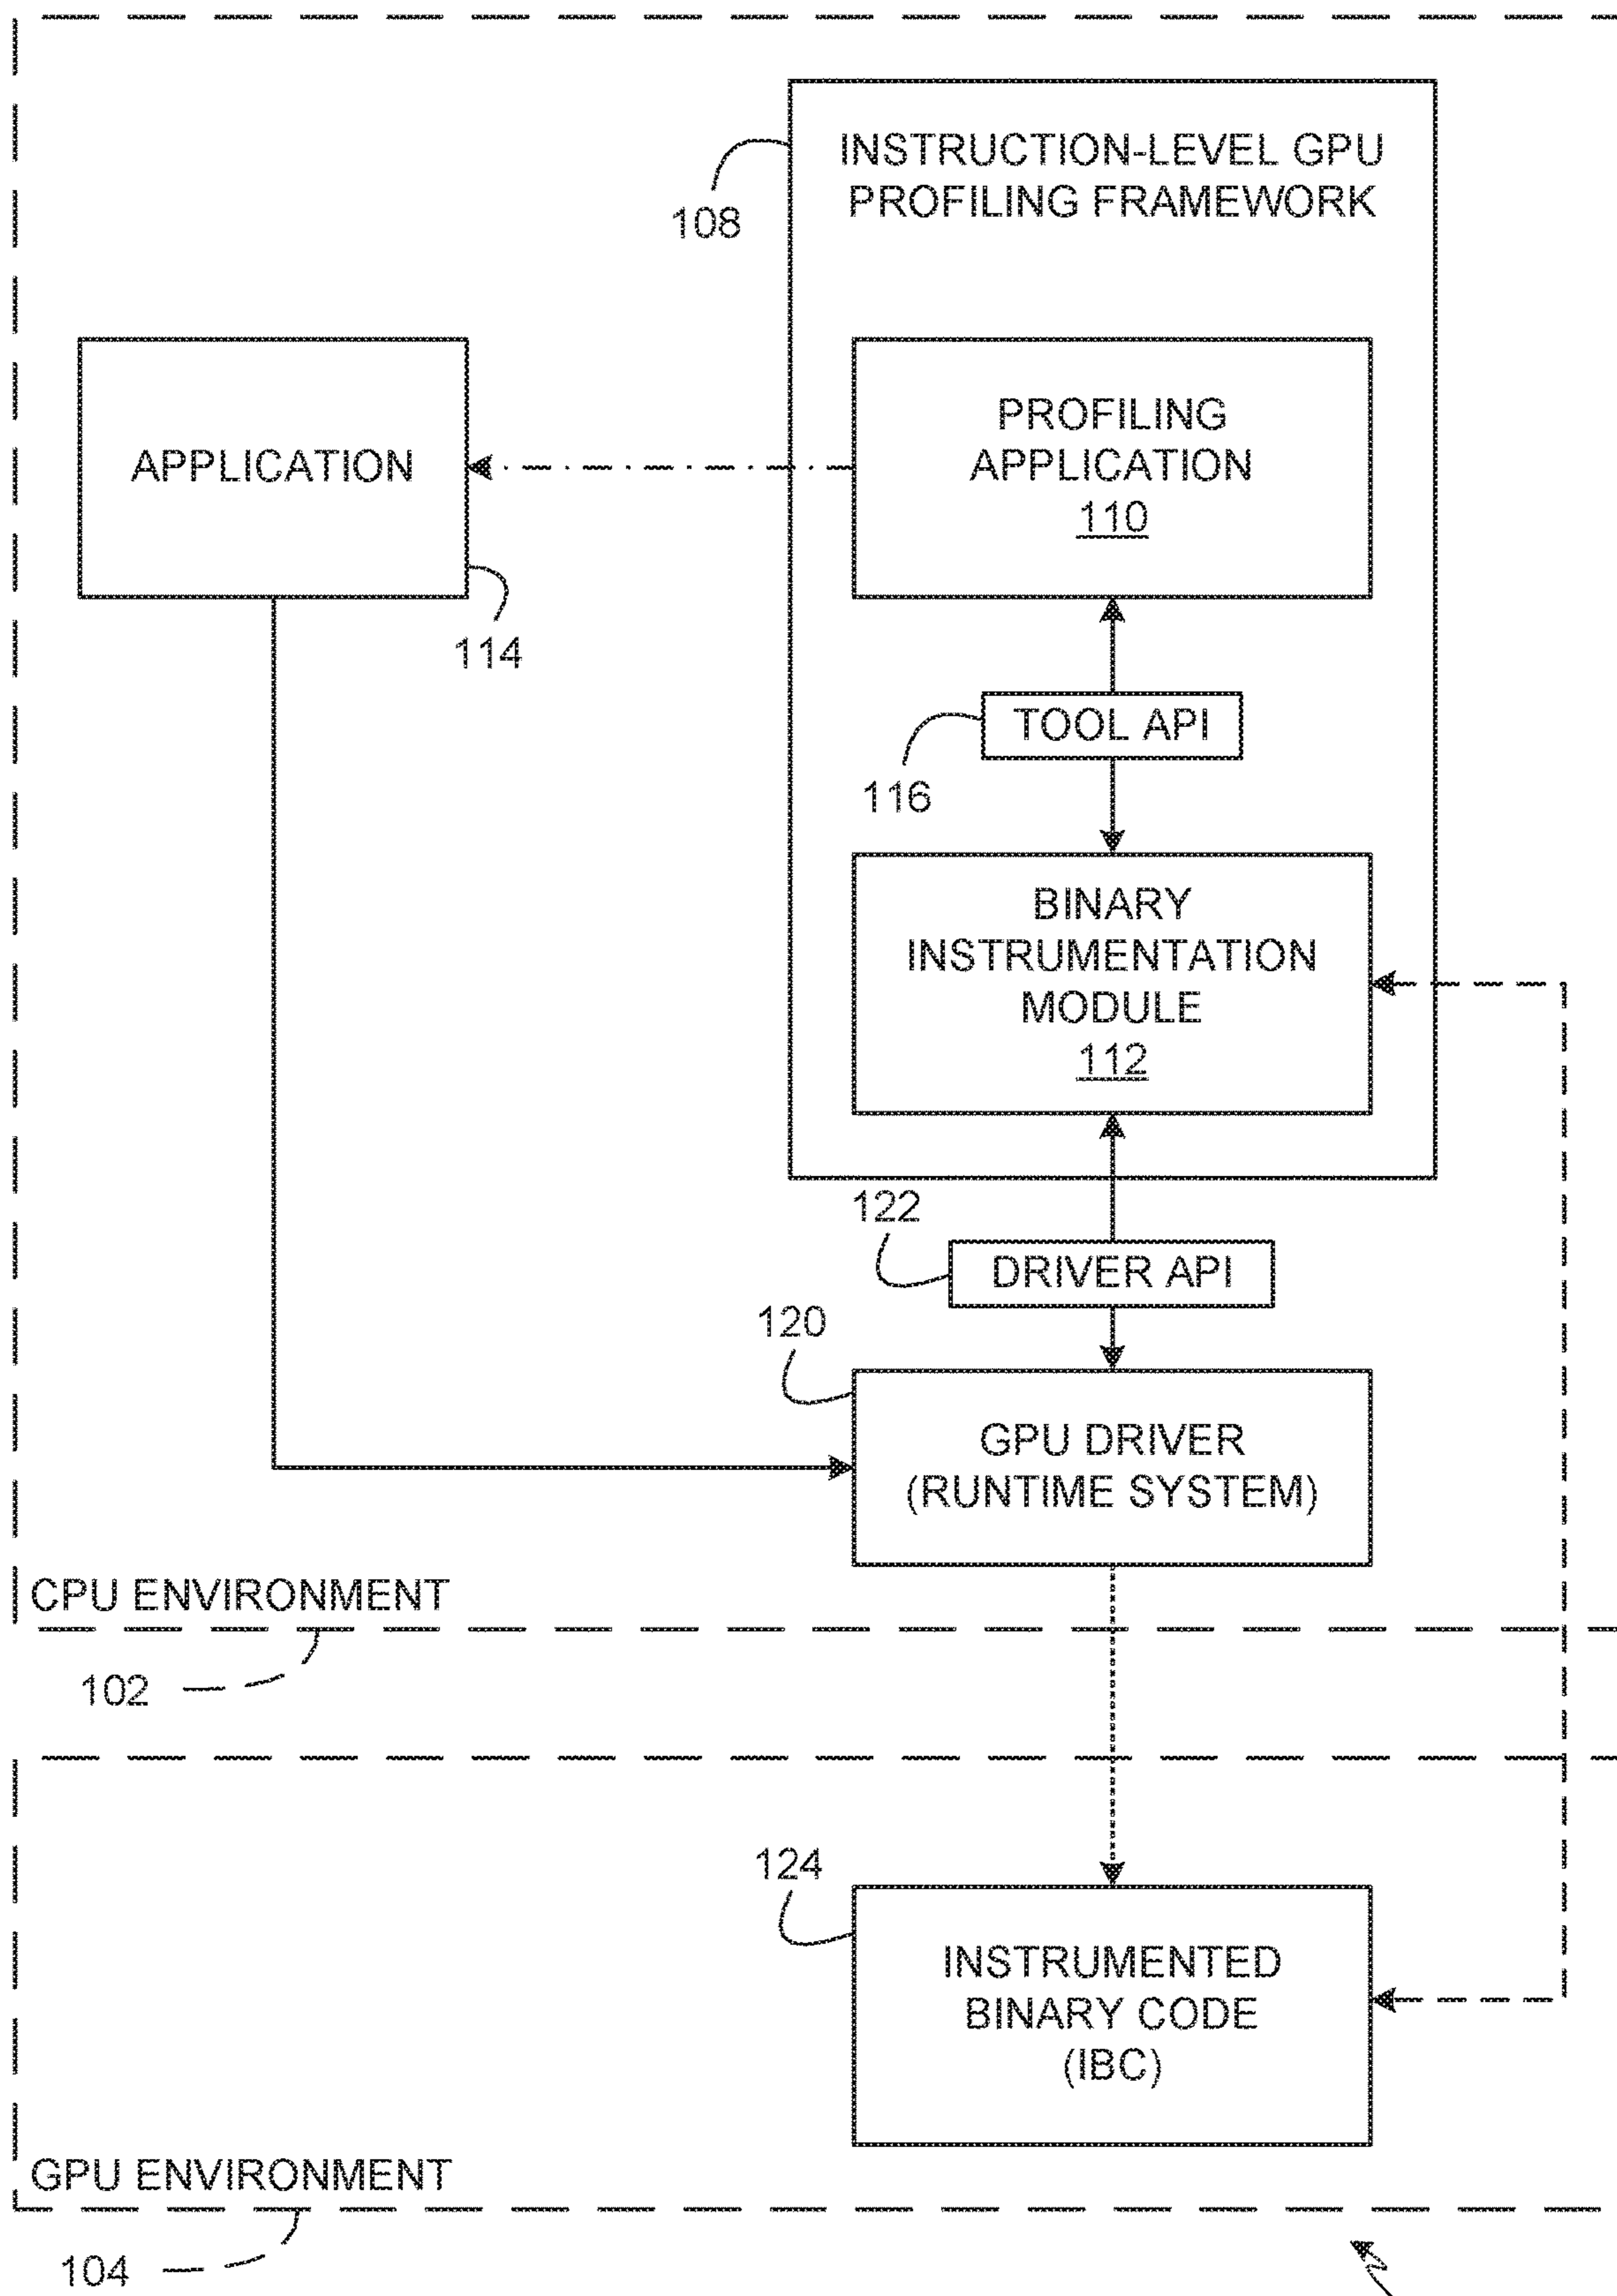 INSTRUCTION-LEVEL GPU
PROFILING FRAMEWORK
108
APPLICATION
114
PROFILING
APPLICATION
110
TOOL API
116
BINARY
INSTRUMENTATION
MODULE
112
122
DRIVER API
120
GPU DRIVER
(RUNTIME SYSTEM)
CPU ENVIRONMENT
102
124
INSTRUMENTED
BINARY CODE
(IBC)
GPU ENVIRONMENT
104